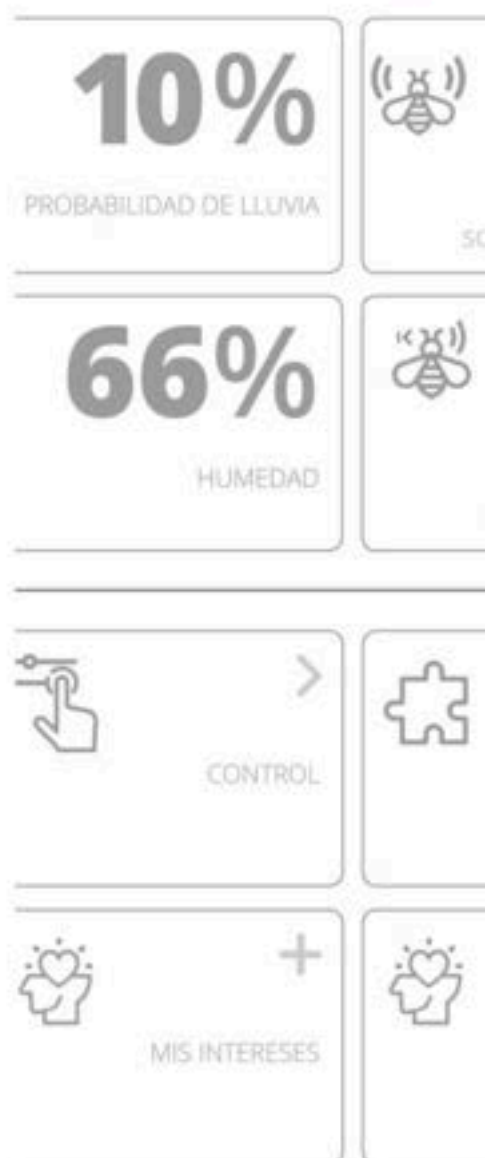 10%
PROBABILIDAD DE LLUVIA
66%
HUMEDAD
CONTROL
MIS INTERESES